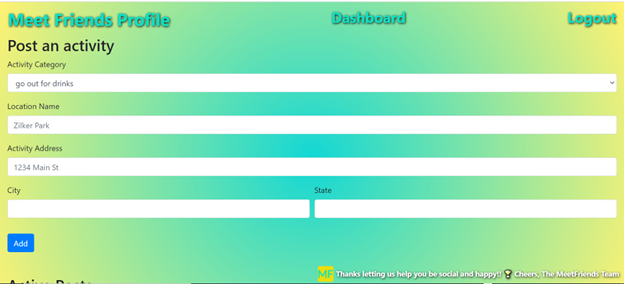 Meet Friends Profile Dashboard Logout
Post an activity
Activity Category
go out for drinks
Location Name
Zilker Park
Activity Address
1234 Main St
City State
Add
MF Thanks letting us help you be social and happy!! 🏆 Cheers, The MeetFriends Team